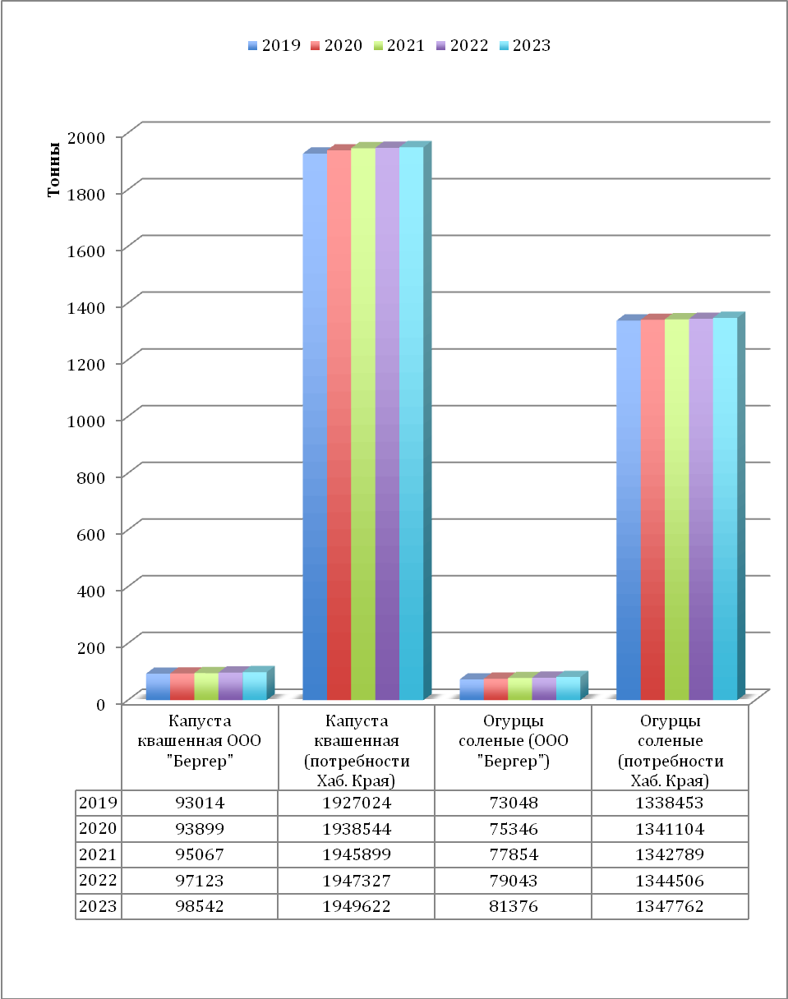 2019 2020 2021 2022 2023
Тонны
2000
1800
1600
1400
1200
1000
800
600
400
200
0
Капуста
квашенная ООО
"Бергер"
Капуста
квашенная
(потребности
Хаб. Края)
Огурцы
соленые (ООО
"Бергер")
Огурцы
соленые
(потребности
Хаб. Края)
2019 93014 1927024 73048 1338453
2020 93899 1938544 75346 1341104
2021 95067 1945899 77854 1342789
2022 97123 1947327 79043 1344506
2023 98542 1949622 81376 1347762